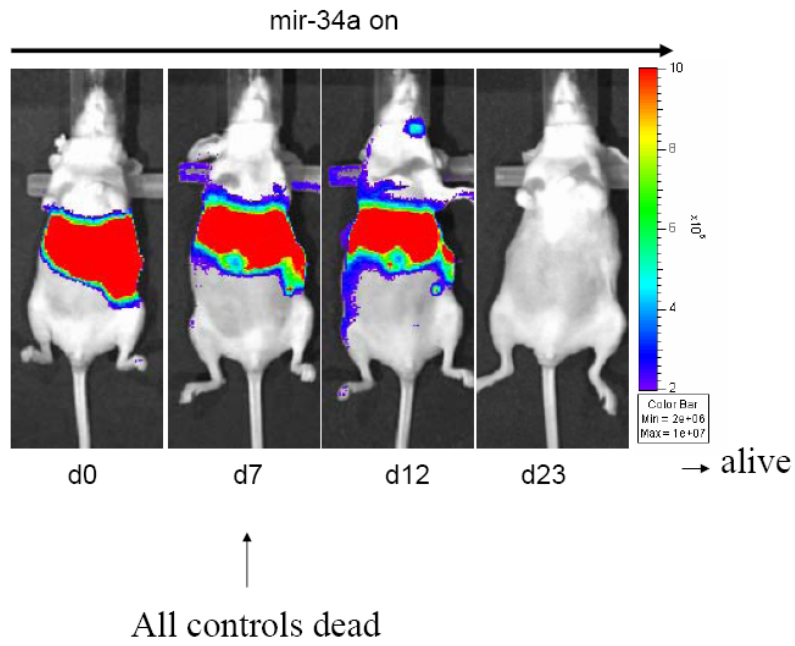 mir-34a on
10
8
6
4
2
x10⁶
Color Bar
Min = 2e+06
Max = 1e+07
d0
d7
d12
d23
alive
All controls dead